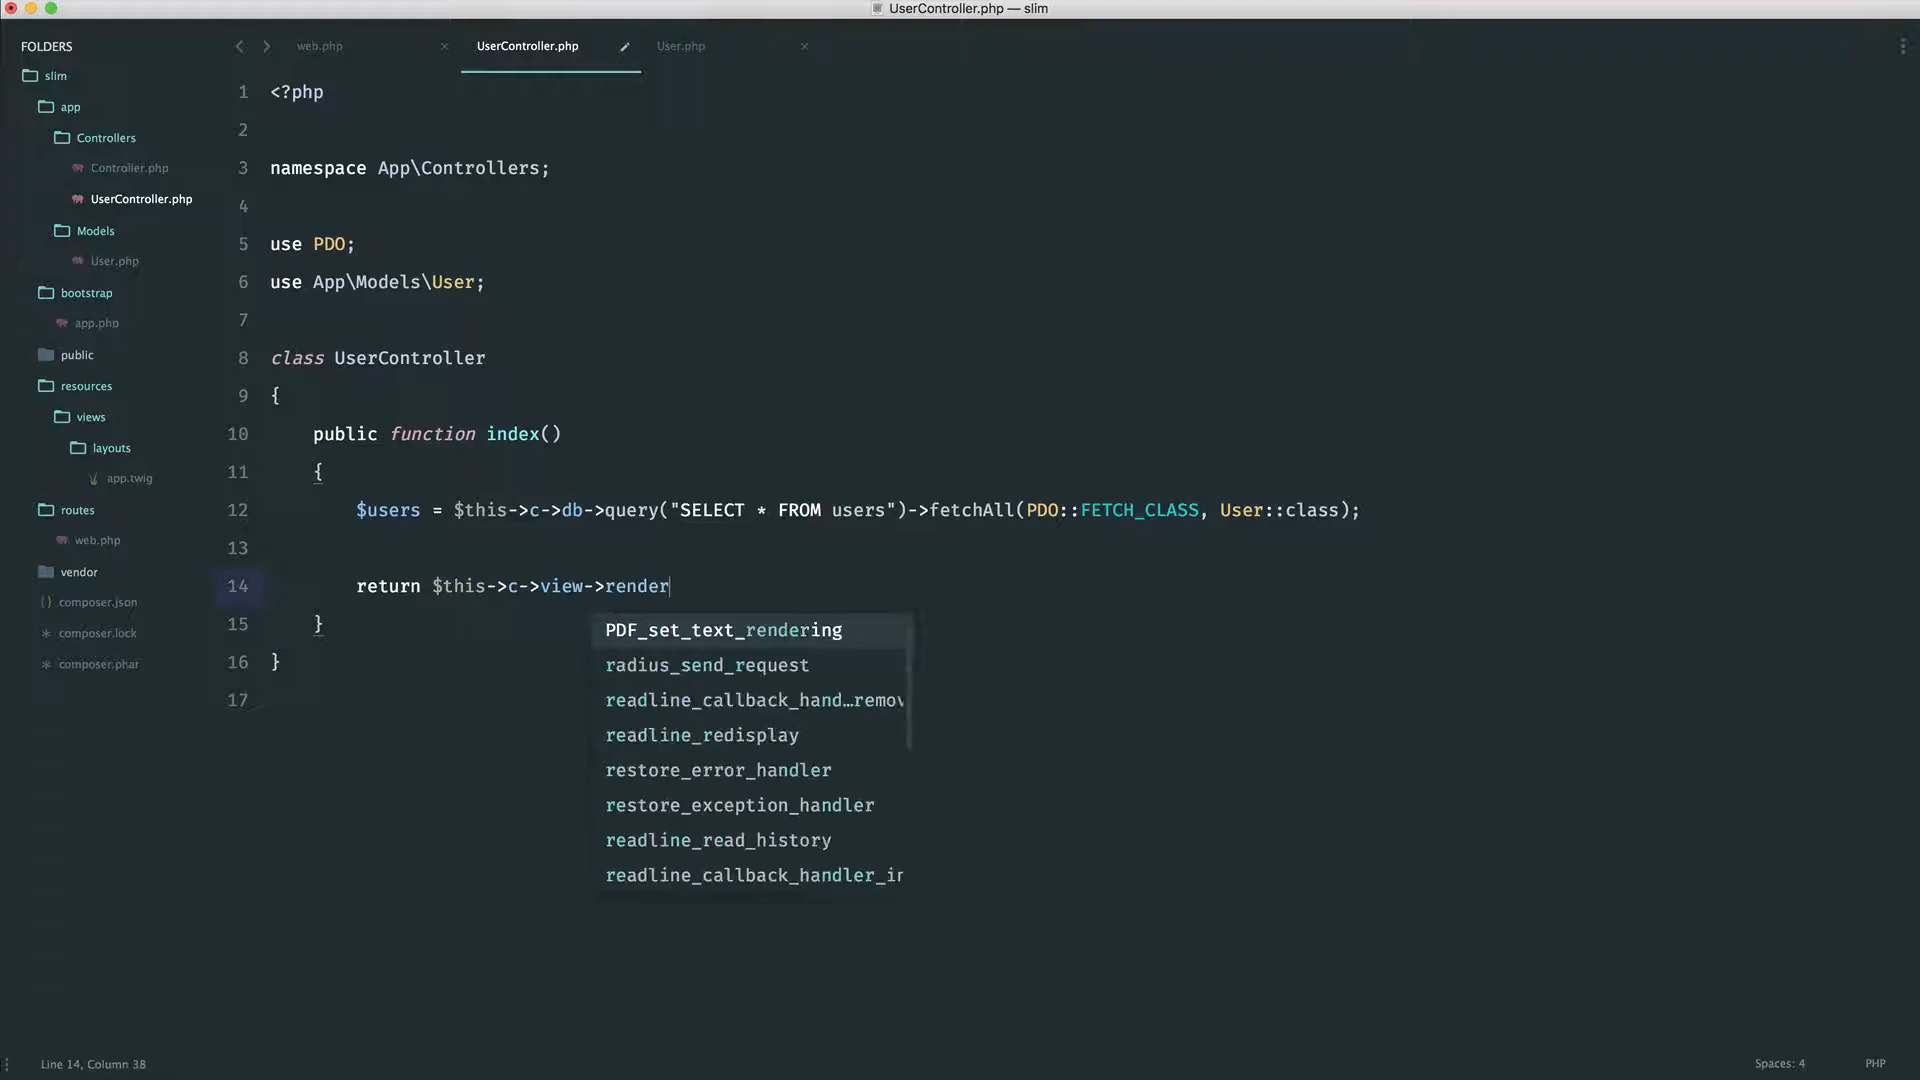 UserController.php — slim
FOLDERS
slim
app
Controllers
Controller.php
UserController.php
Models
User.php
bootstrap
app.php
public
resources
views
layouts
app.twig
routes
web.php
vendor
composer.json
composer.lock
composer.phar
web.php
UserController.php
User.php
1 <?php
2
3 namespace App\Controllers;
4
5 use PDO;
6 use App\Models\User;
7
8 class UserController
9 {
10 public function index()
11 {
12 $users = $this->c->db->query("SELECT * FROM users")->fetchAll(PDO::FETCH_CLASS, User::class);
13
14 return $this->c->view->render
15 }
16 }
17
PDF_set_text_rendering
radius_send_request
readline_callback_hand…remov
readline_redisplay
restore_error_handler
restore_exception_handler
readline_read_history
readline_callback_handler_in
Line 14, Column 38
Spaces: 4
PHP